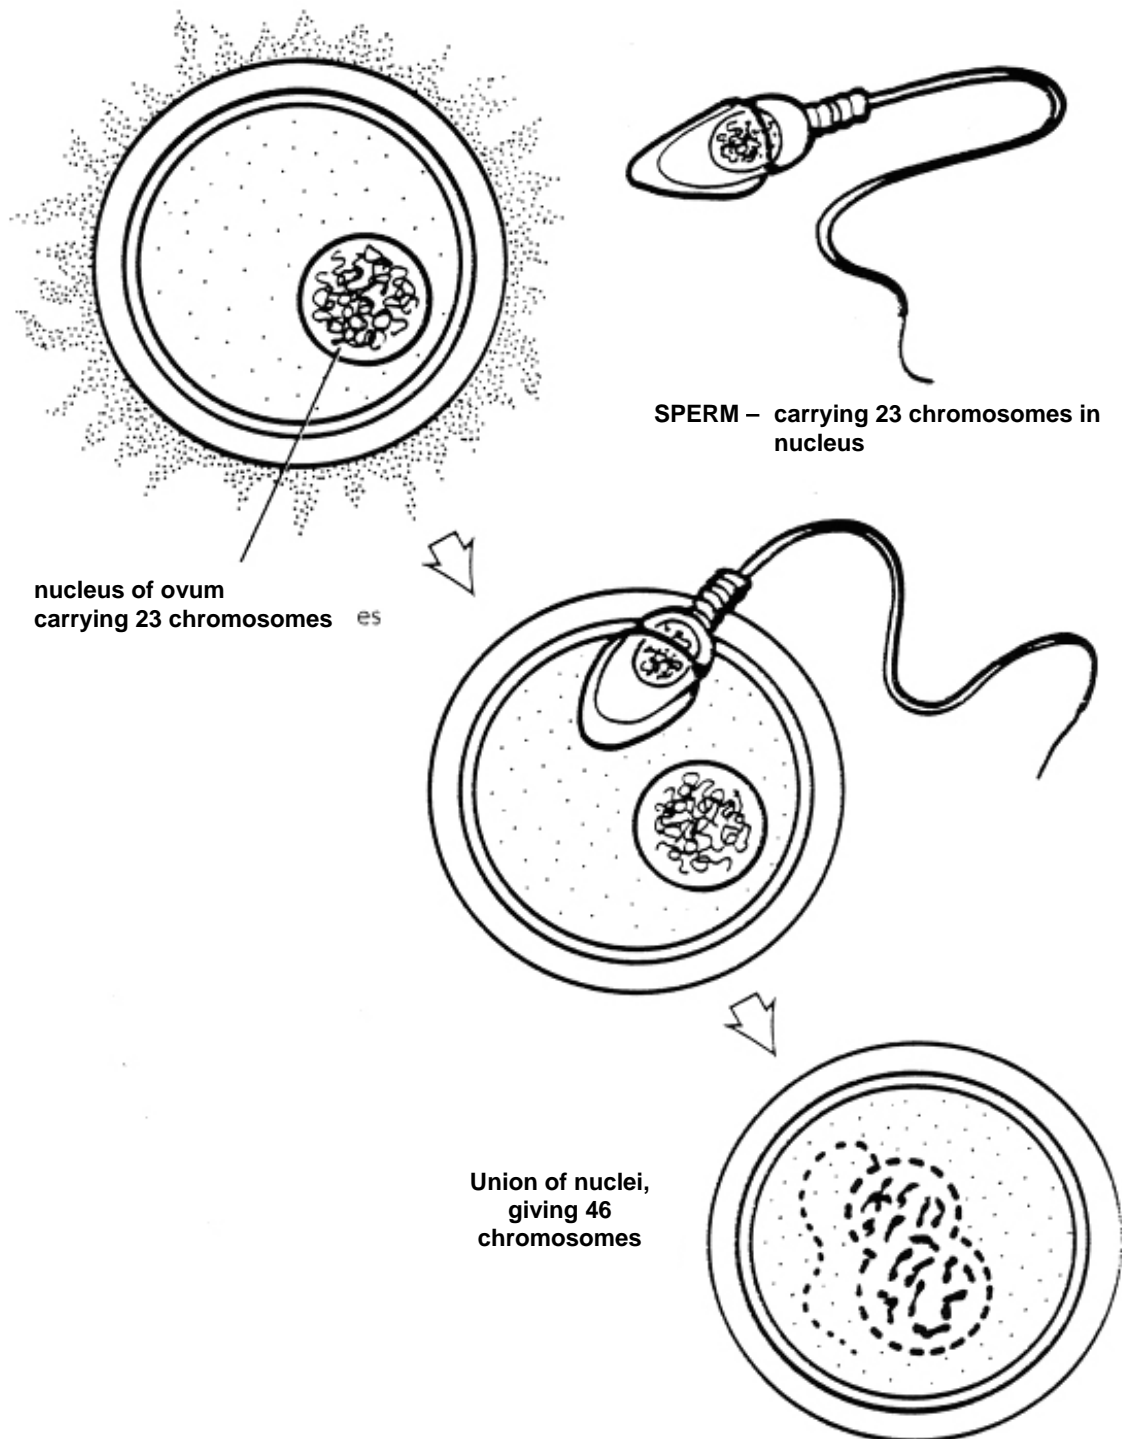 SPERM – carrying 23 chromosomes in
nucleus
nucleus of ovum
carrying 23 chromosomes es
Union of nuclei,
giving 46
chromosomes